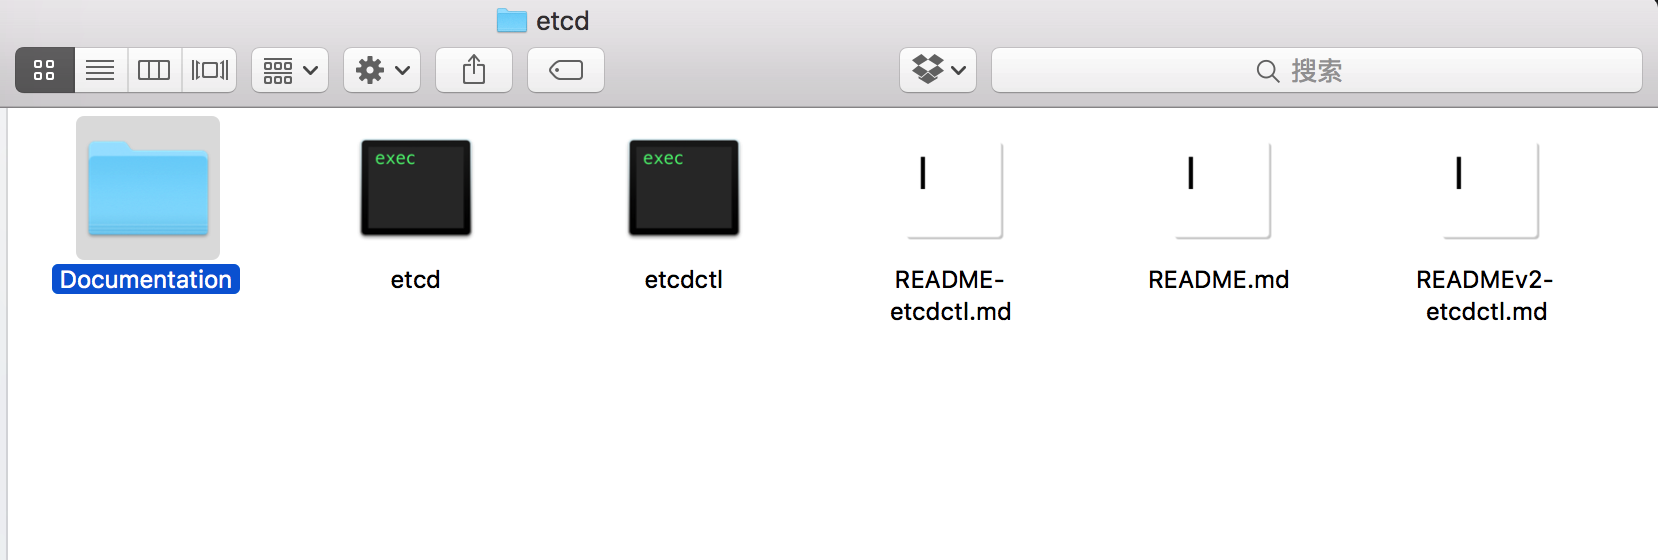 etcd
搜索
exec
exec
Documentation
etcd
etcdctl
README-
etcdctl.md
README.md
READMEv2-
etcdctl.md